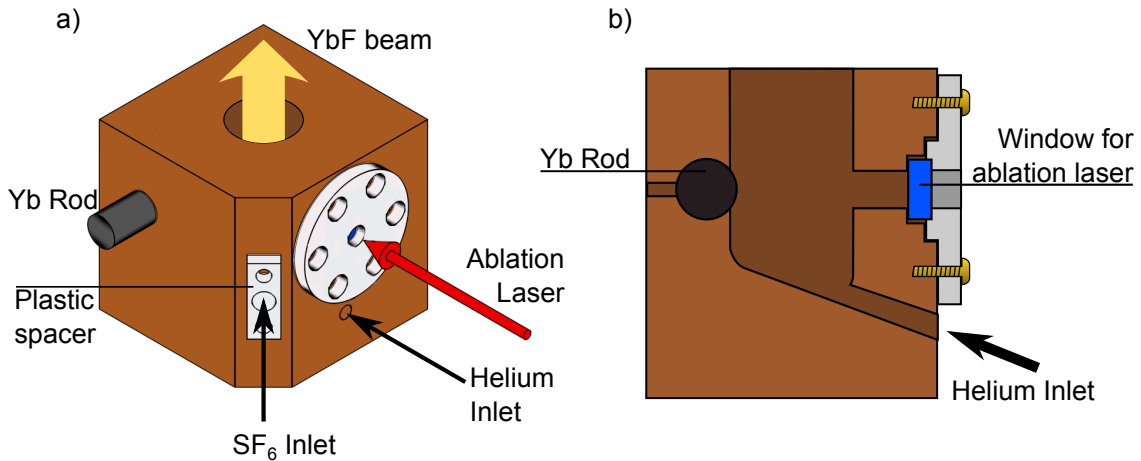 a)
YbF beam
Yb Rod
Plastic
spacer
SF₆ Inlet
Ablation
Laser
Helium
Inlet
b)
Yb Rod
Window for
ablation laser
Helium Inlet